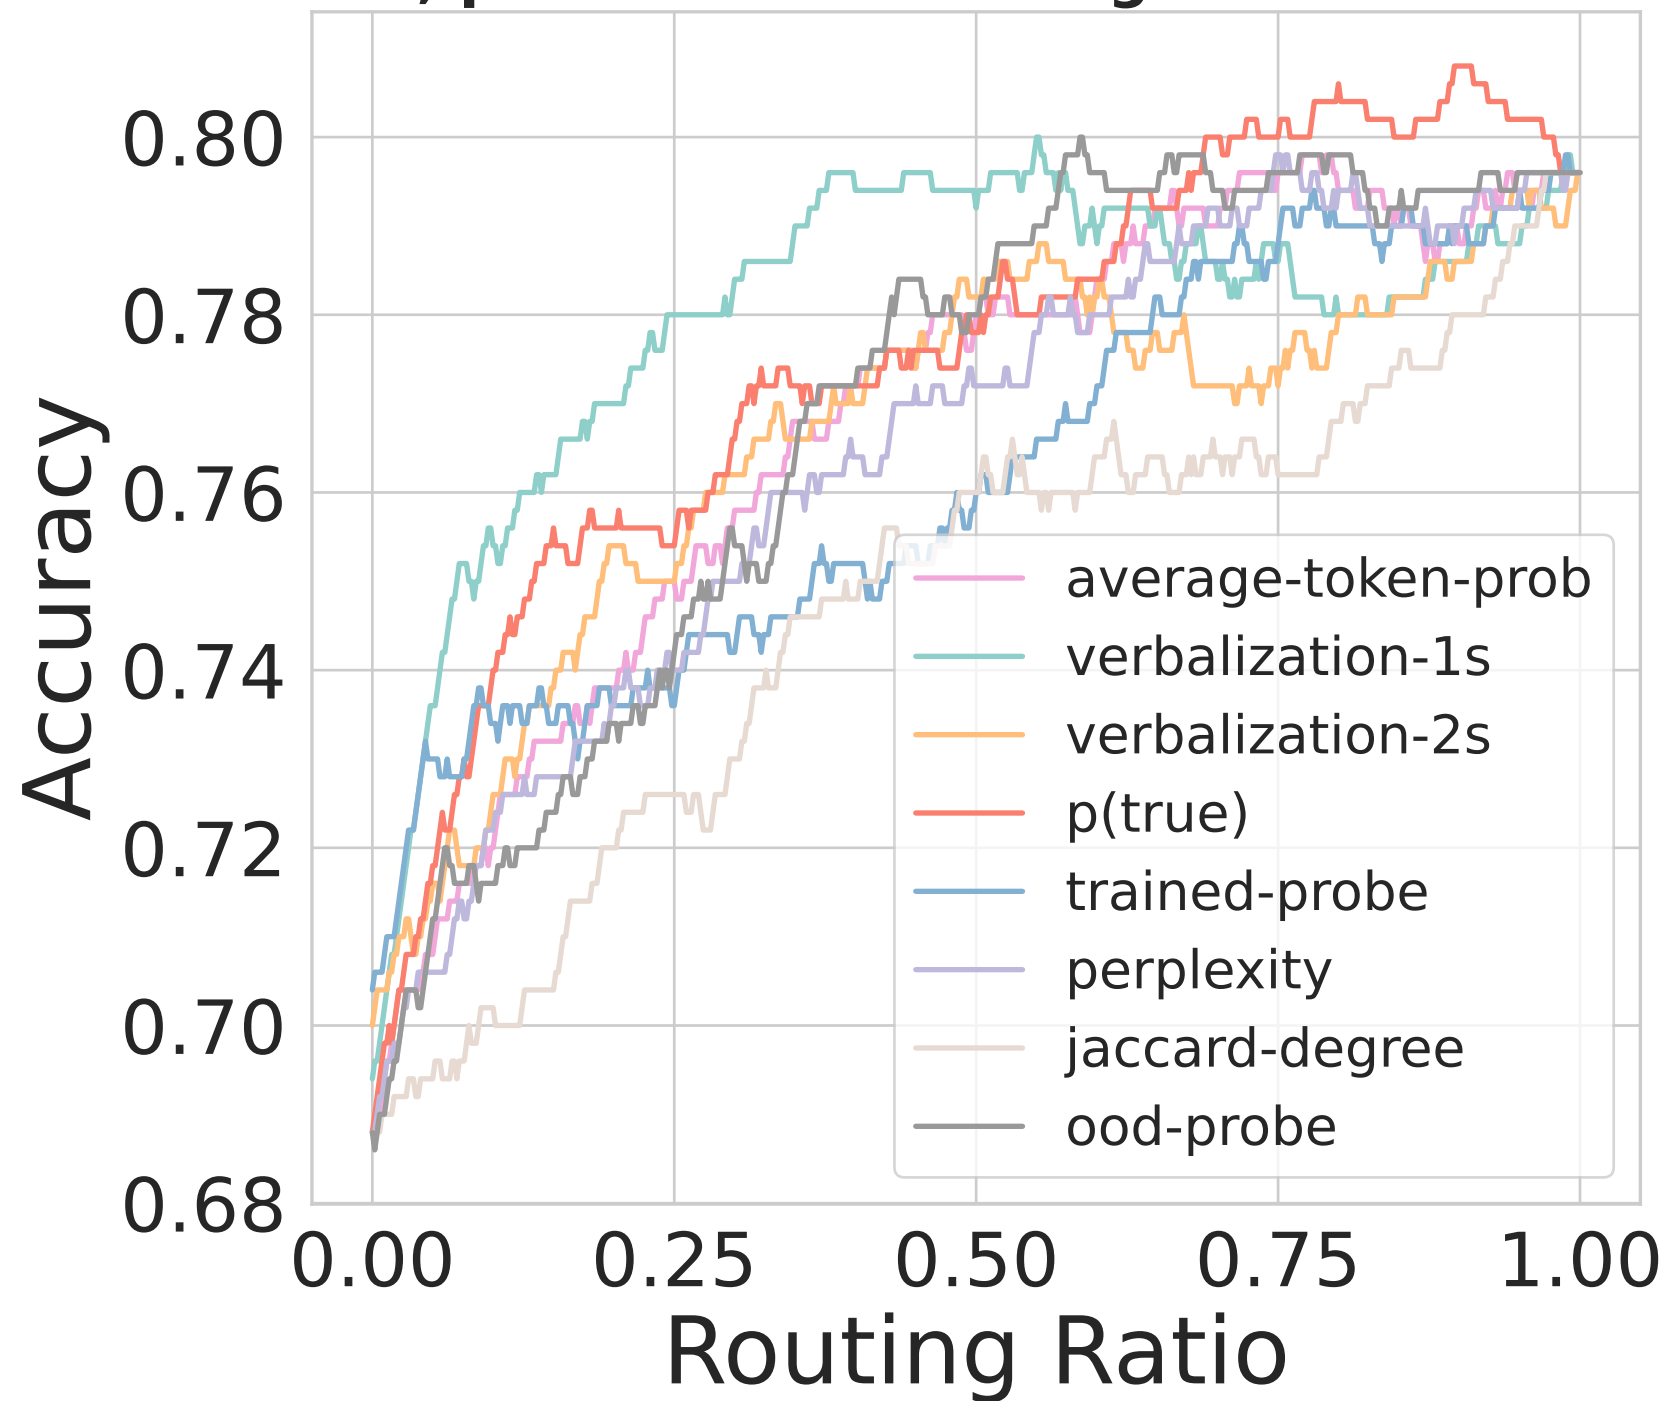 0.80
0.78
0.76
0.74
0.72
0.70
0.68
Accuracy
average-token-prob
verbalization-1s
verbalization-2s
p(true)
trained-probe
perplexity
jaccard-degree
ood-probe
0.00 0.25 0.50 0.75 1.00
Routing Ratio